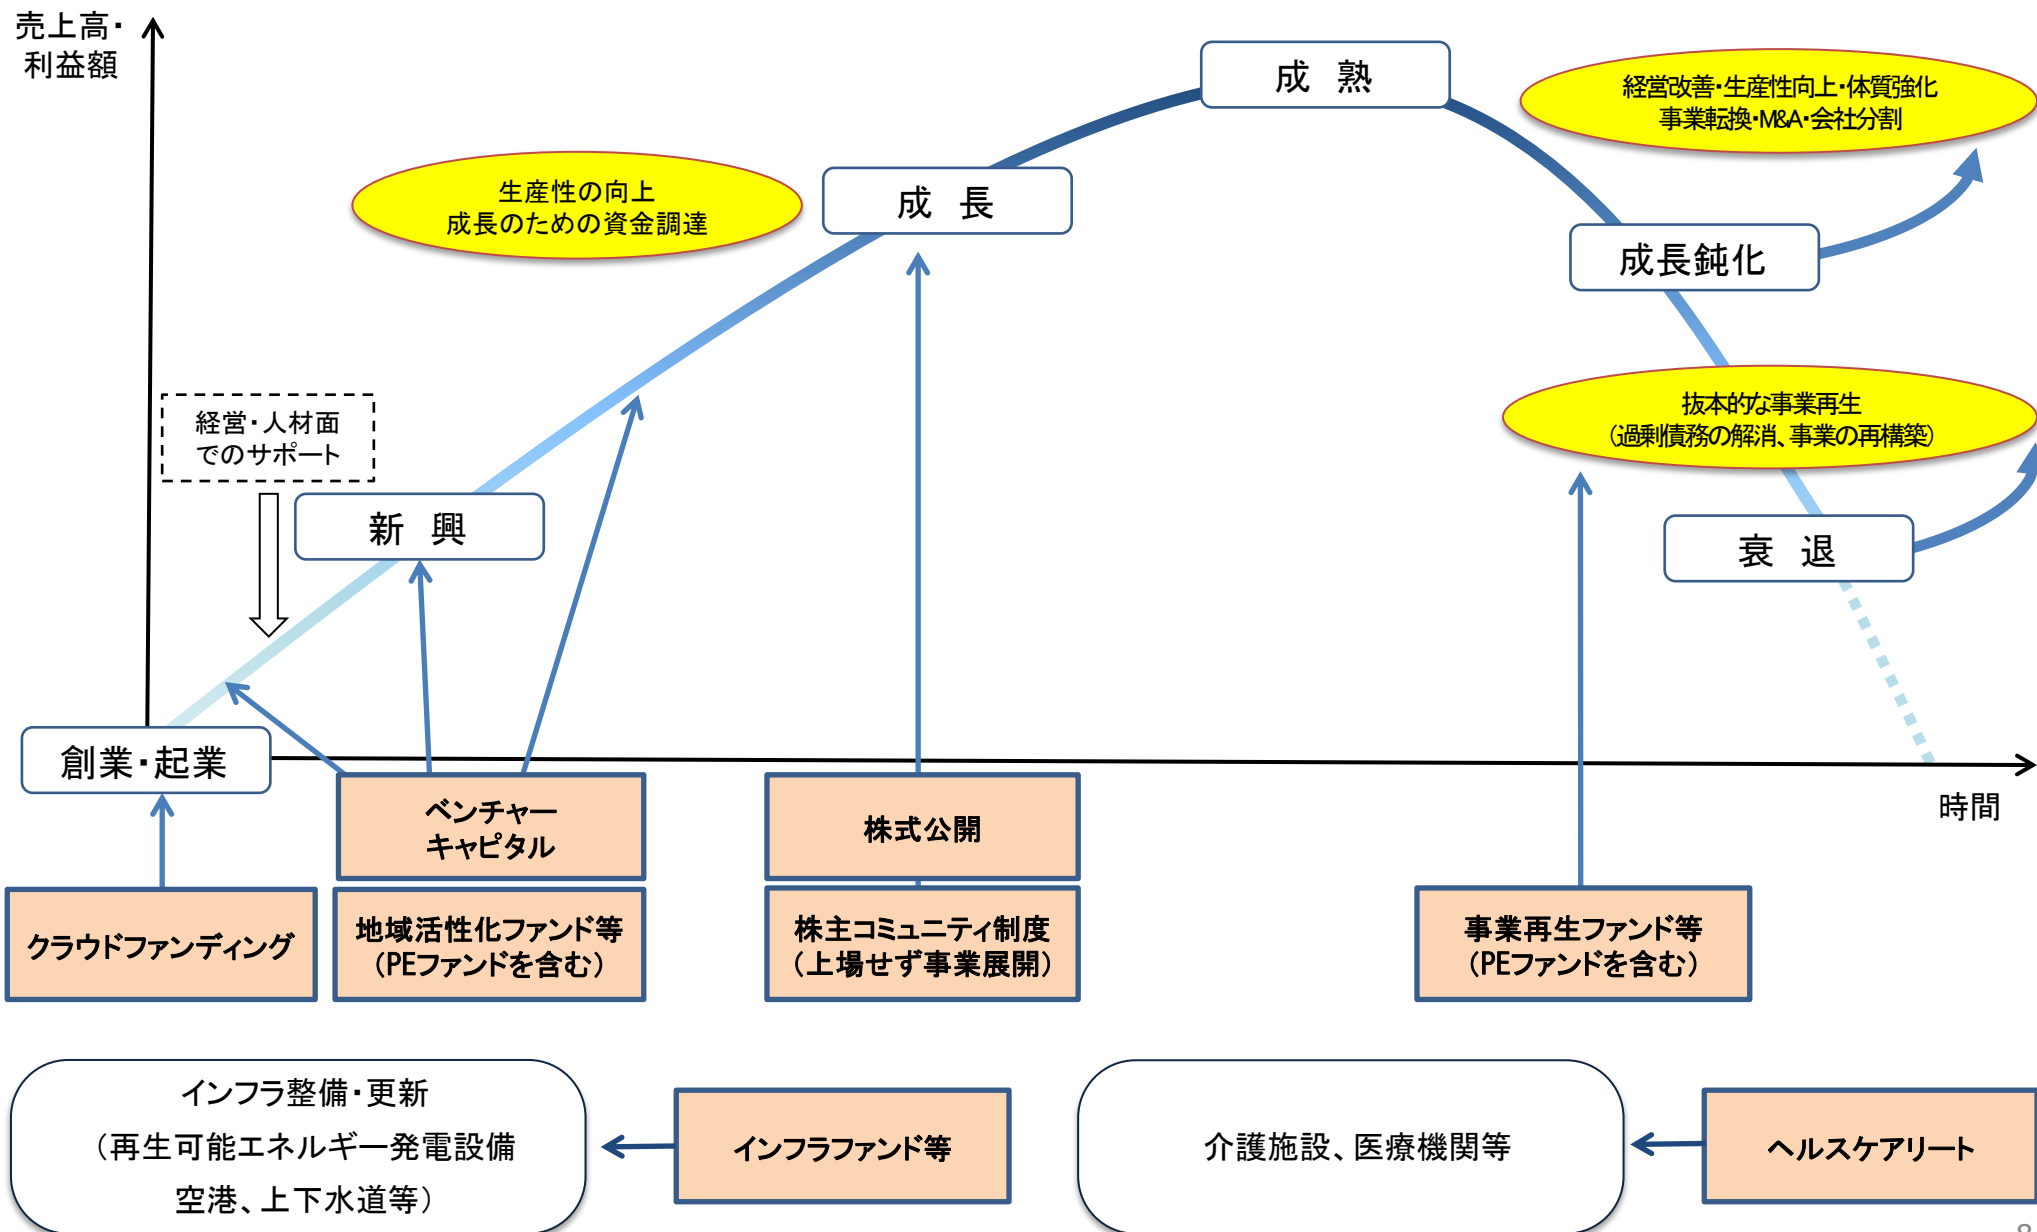 売上高・
利益額
成 熟
経営改善・生産性向上・体質強化
事業転換・M&A・会社分割
生産性の向上
成長のための資金調達
成 長
成長鈍化
抜本的な事業再生
(過剰債務の解消、事業の再構築)
経営・人材面
でのサポート
新 興
衰 退
創業・起業
時間
ベンチャー
キャピタル
株式公開
クラウドファンディング
地域活性化ファンド等
(PEファンドを含む)
株主コミュニティ制度
(上場せず事業展開)
事業再生ファンド等
(PEファンドを含む)
インフラ整備・更新
(再生可能エネルギー発電設備
空港、上下水道等)
インフラファンド等
介護施設、医療機関等
ヘルスケアリート